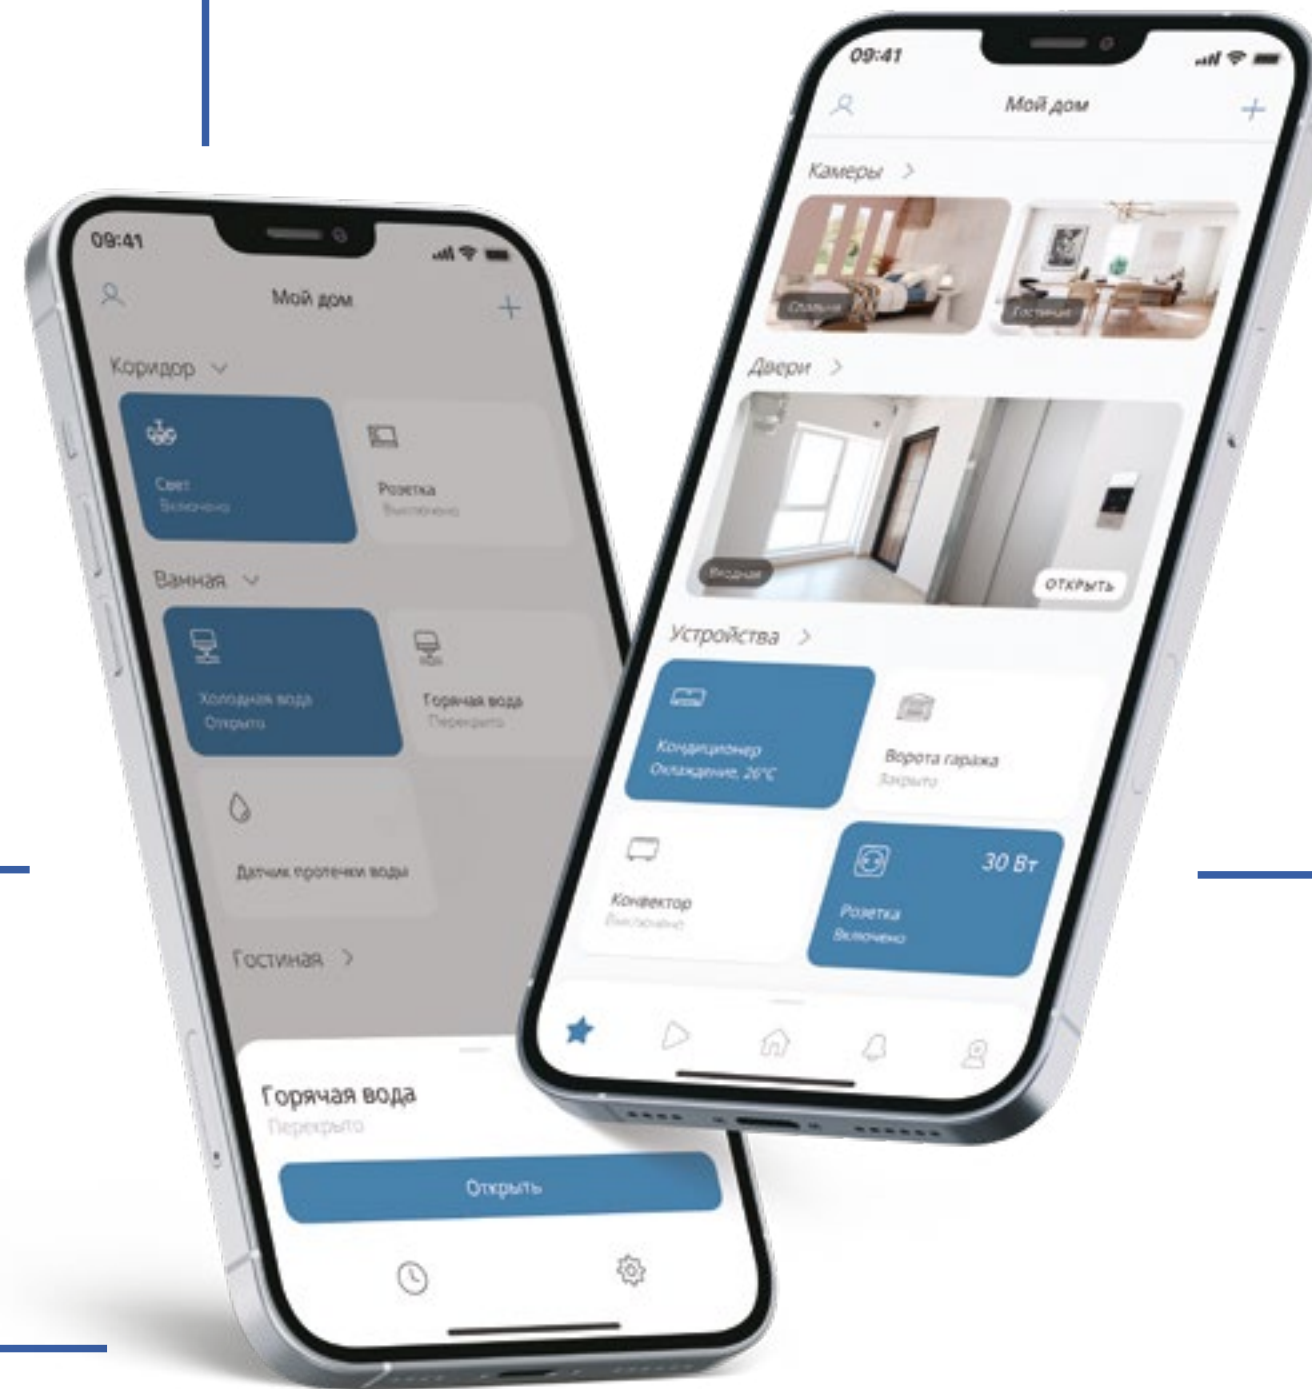 09:41
Мой дом
Коридор
Свет
Включено
Розетка
Выключено
Ванная
Холодная вода
Открыто
Горячая вода
Перекрыто
Датчик протечки воды
Гостиная
Горячая вода
Перекрыто
Открыть
09:41
Мой дом
Камеры
Спальня
Гостиная
Двери
Входная
ОТКРЫТЬ
Устройства
Кондиционер
Охлаждение, 26°C
Ворота гаража
Закрыто
Конвектор
Выключено
30 Вт
Розетка
Включено